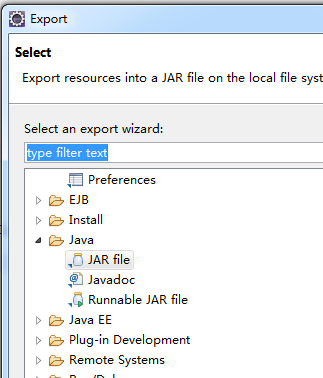 Export
Select
Export resources into a JAR file on the local file syst
Select an export wizard:
type filter text
Preferences
EJB
Install
Java
JAR file
Javadoc
Runnable JAR file
Java EE
Plug-in Development
Remote Systems